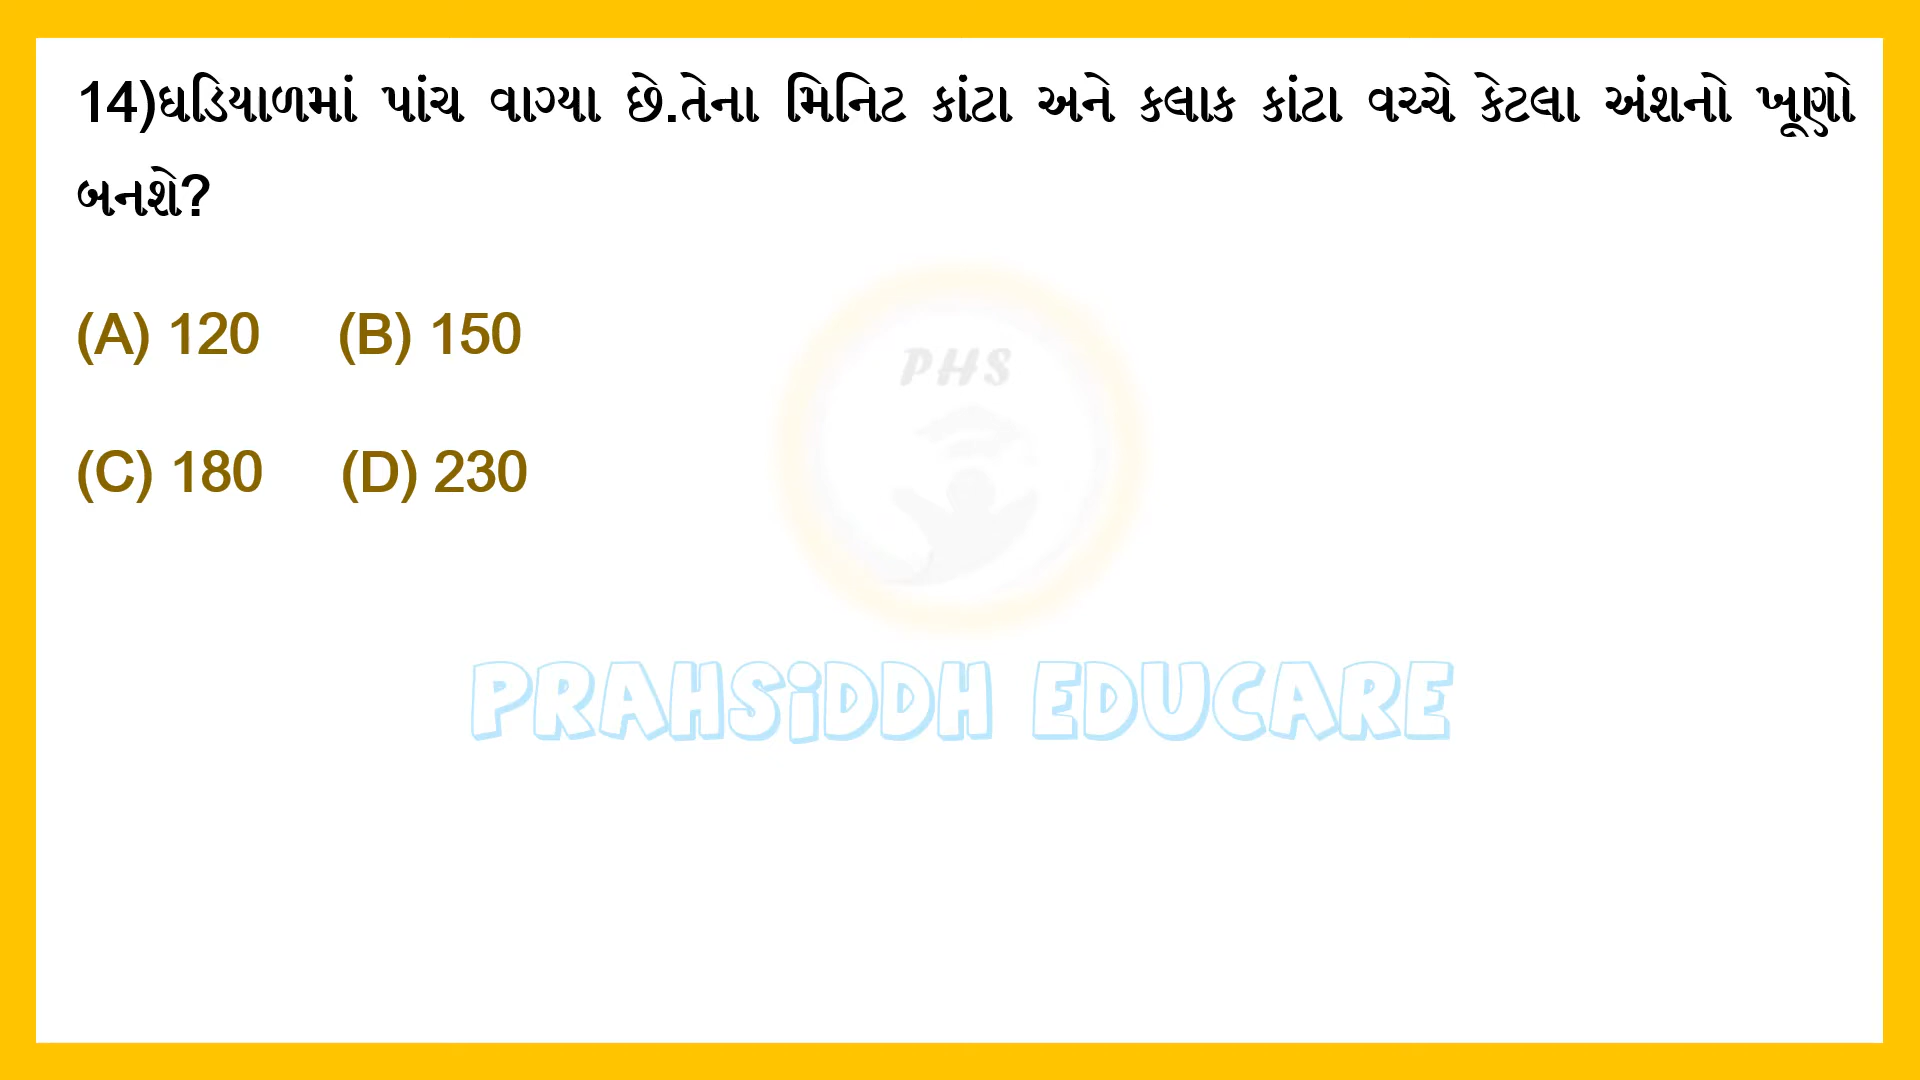 14)ઘડિયાળમાં પાંચ વાગ્યા છે.તેના મિનિટ કાંટા અને કલાક કાંટા વચ્ચે કેટલા અંશનો ખૂણો
બનશે?
(A) 120 (B) 150
(C) 180 (D) 230
PHS
PRAHSiDDH EDUCARE